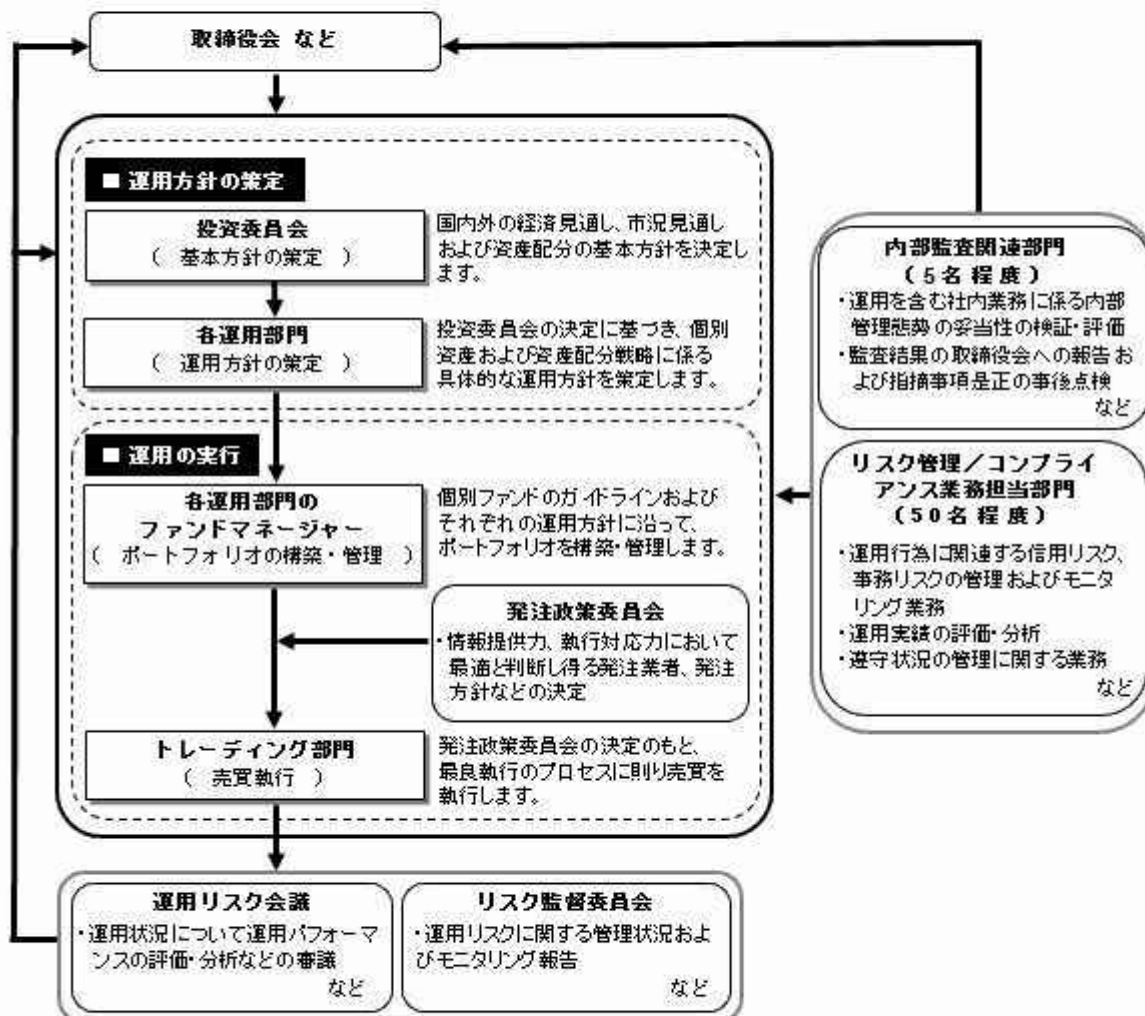 取締役会 など
■ 運用方針の策定
投資委員会
( 基本方針の策定 )
国内外の経済見通し、市況見通し
および資産配分の基本方針を決定し
ます。
各運用部門
( 運用方針の策定 )
投資委員会の決定に基づき、個別
資産および資産配分戦略に係る
具体的な運用方針を策定します。
■ 運用の実行
各運用部門の
ファンドマネージャー
( ポートフォリオの構築・管理 )
個別ファンドのガイドラインおよび
それぞれの運用方針に沿って、
ポートフォリオを構築・管理します。
発注政策委員会
・情報提供力、執行対応力において
最適と判断し得る発注業者、発注
方針などの決定
トレーディング部門
( 売買執行 )
発注政策委員会の決定のもと、
最良執行のプロセスに則り売買を
執行します。
内部監査関連部門
(5名程度)
・運用を含む社内業務に係る内部
管理態勢の妥当性の検証・評価
・監査結果の取締役会への報告お
よび指摘事項是正の事後点検
など
リスク管理/コンプライ
アンス業務担当部門
(50名程度)
・運用行為に関連する信用リスク、
事務リスクの管理およびモニタ
リング業務
・運用実績の評価・分析
・遵守状況の管理に関する業務
など
運用リスク会議
・運用状況について運用パフォーマ
ンスの評価・分析などの審議
など
リスク監督委員会
・運用リスクに関する管理状況およ
びモニタリング報告
など